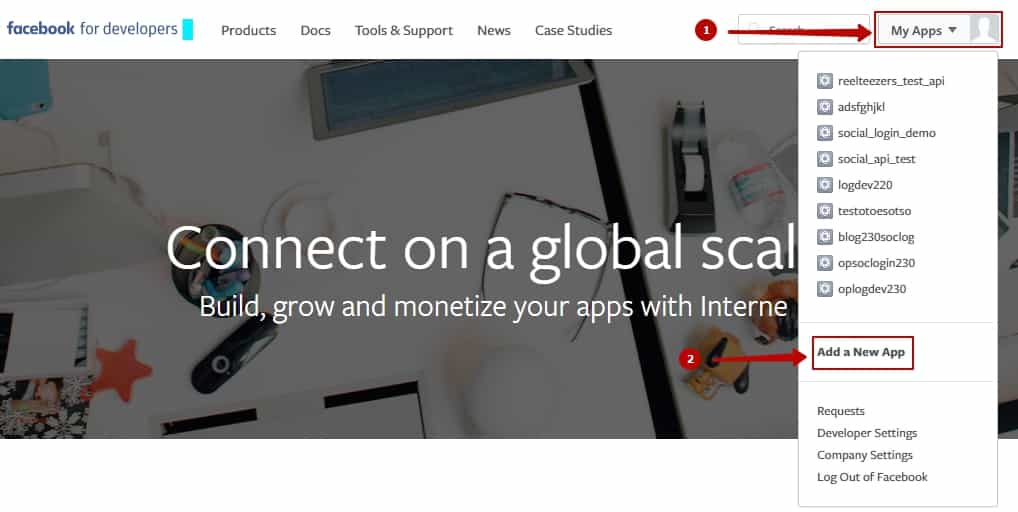 facebook for developers
Products
Docs
Tools & Support
News
Case Studies
1
Search
My Apps
reelteezers_test_api
adsfghjkl
social_login_demo
social_api_test
logdev220
testotoesotso
blog230soclog
opsoclogin230
oplogdev230
Connect on a global scal
Build, grow and monetize your apps with Interne
2
Add a New App
Requests
Developer Settings
Company Settings
Log Out of Facebook